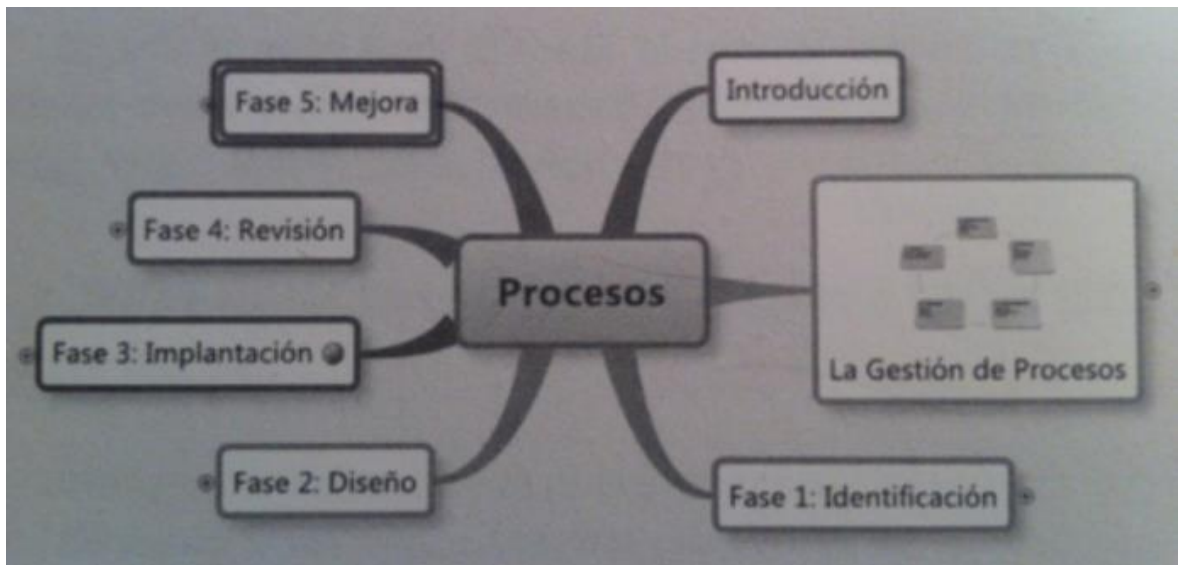 Introducción
La Gestión de Procesos
Fase 1: Identificación
Procesos
Fase 5: Mejora
Fase 4: Revisión
Fase 3: Implantación
Fase 2: Diseño